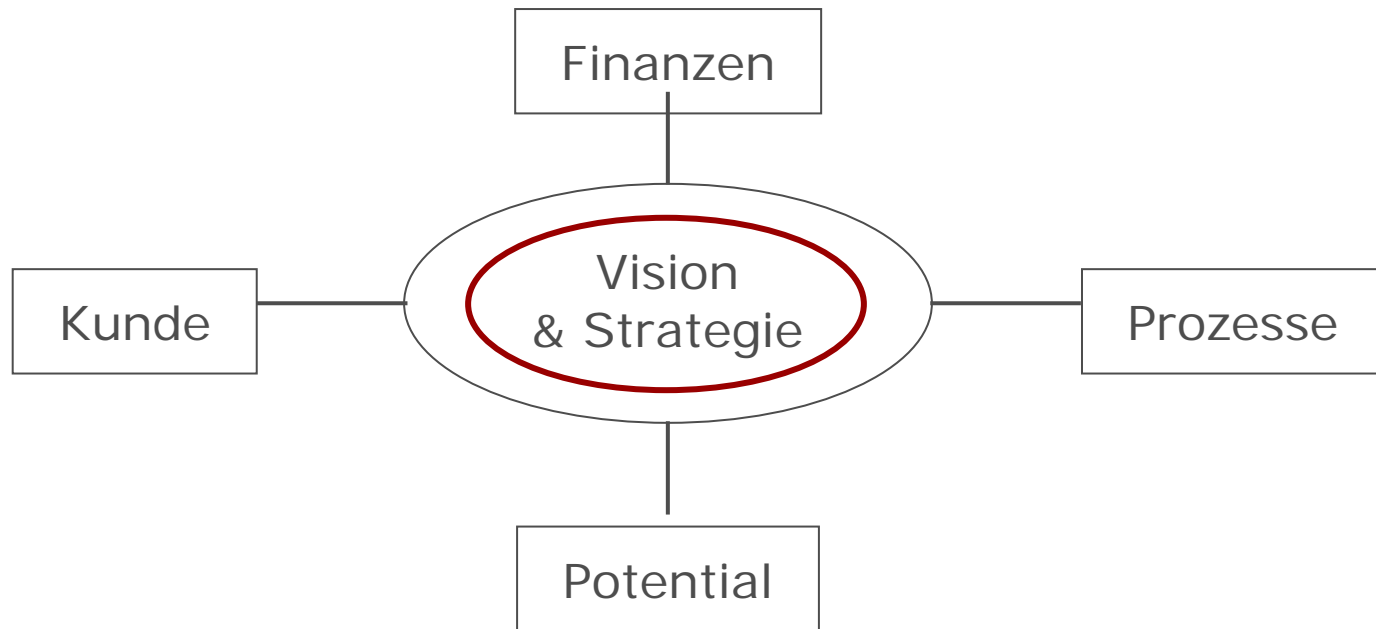 Finanzen
Vision
& Strategie
Kunde
Prozesse
Potential